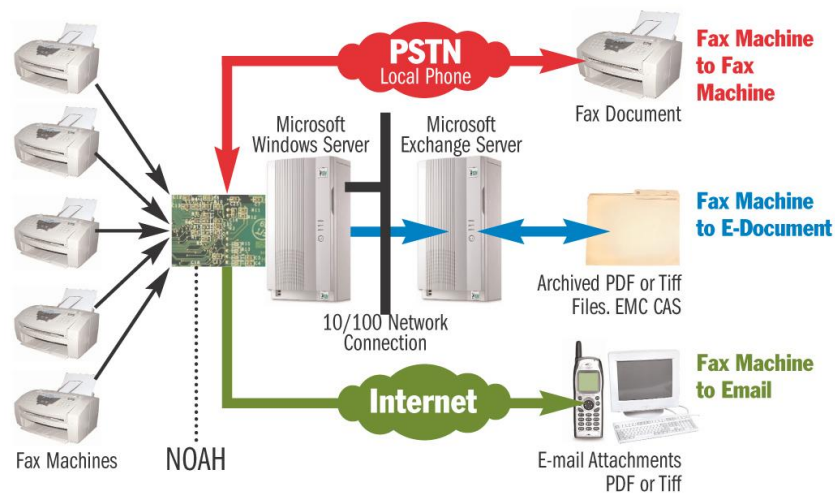 PSTN
Local Phone
Fax Machine
to Fax
Machine
Fax Document
Microsoft
Windows Server
Microsoft
Exchange Server
Fax Machine
to E-Document
Archived PDF or Tiff
Files. EMC CAS
10/100 Network
Connection
Fax Machine
to Email
Internet
Fax Machines
NOAH
E-mail Attachments
PDF or Tiff